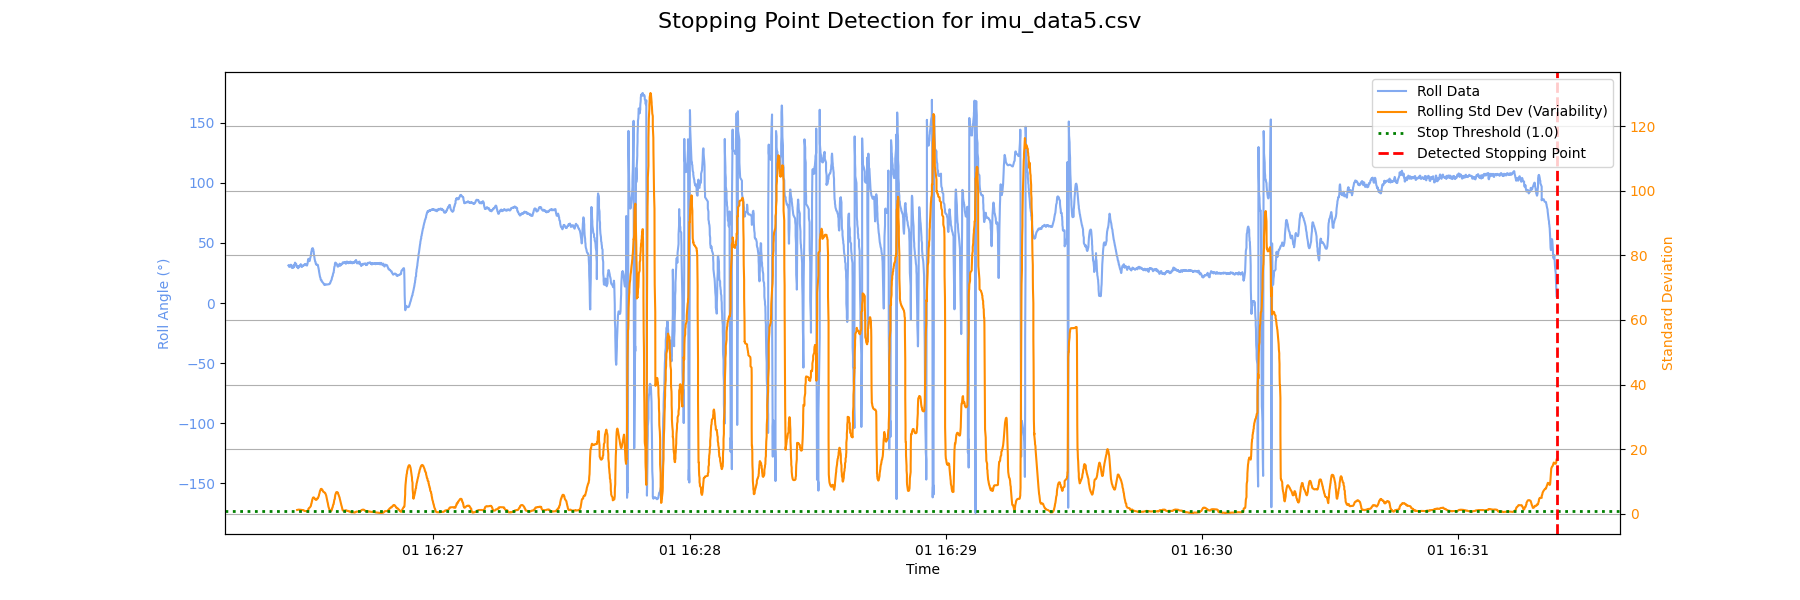 Stopping Point Detection for imu_data5.csv
Roll Data
Rolling Std Dev (Variability)
Stop Threshold (1.0)
Detected Stopping Point
Roll Angle (°)
150
100
50
0
−50
−100
−150
Standard Deviation
120
100
80
60
40
20
0
01 16:27
01 16:28
01 16:29
01 16:30
01 16:31
Time